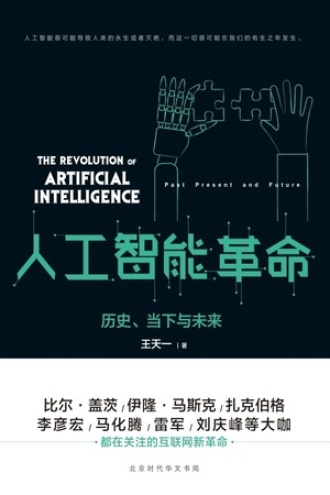 人工智能很可能导致人类的永生或者灭绝，而这一切很可能在我们的有生之年发生。
THE REVOLUTION OF
ARTIFICIAL
INTELLIGENCE
Past Present and Future
人工智能革命
历史、当下与未来
王天一 | 著
比尔·盖茨/伊隆·马斯克/扎克伯格
李彦宏/马化腾/雷军/刘庆峰等大咖
·都在关注的互联网新革命·
北京时代华文书局